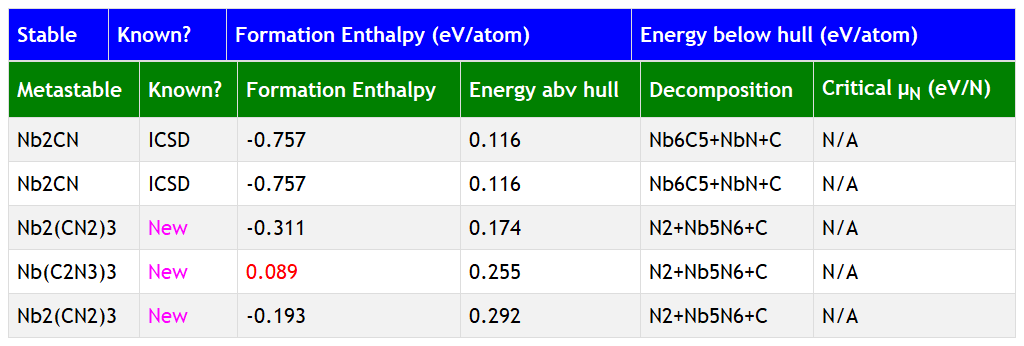 Stable Known? Formation Enthalpy (eV/atom) Energy below hull (eV/atom)
Metastable Known? Formation Enthalpy Energy abv hull Decomposition Critical μN (eV/N)
Nb2CN ICSD -0.757 0.116 Nb6C5+NbN+C N/A
Nb2CN ICSD -0.757 0.116 Nb6C5+NbN+C N/A
Nb2(CN2)3 New -0.311 0.174 N2+Nb5N6+C N/A
Nb(C2N3)3 New 0.089 0.255 N2+Nb5N6+C N/A
Nb2(CN2)3 New -0.193 0.292 N2+Nb5N6+C N/A